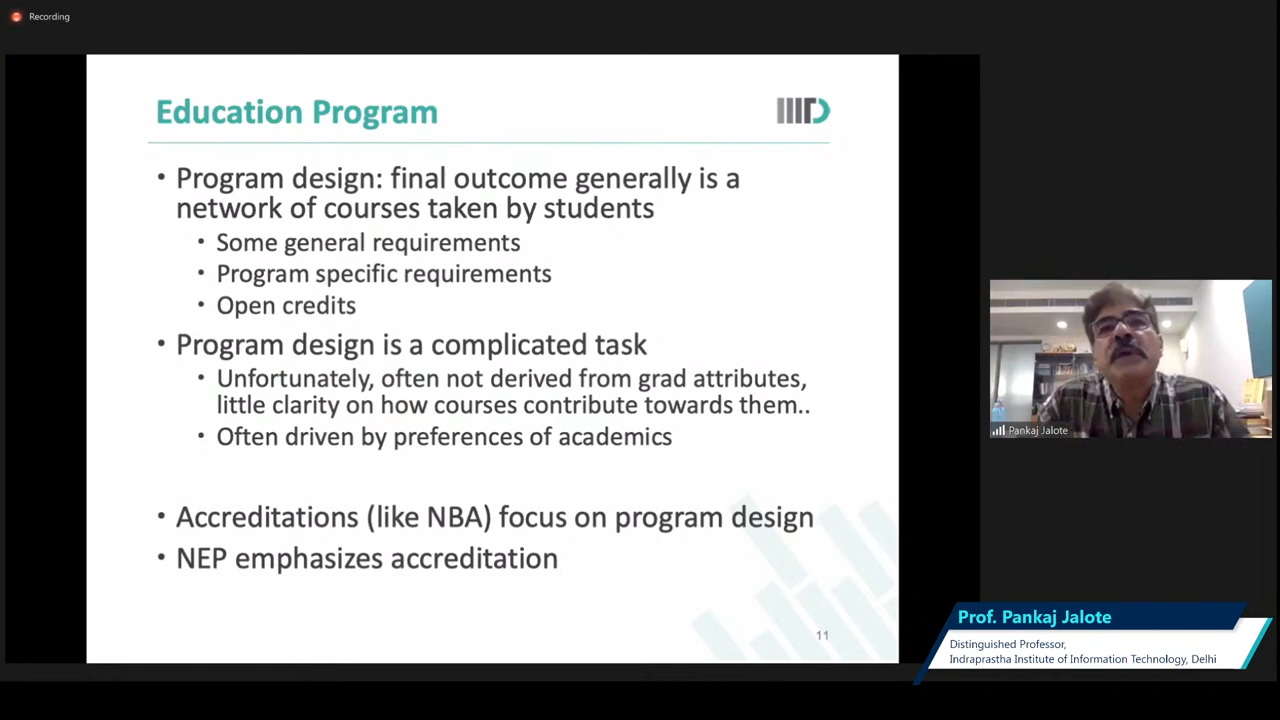 Recording
Education Program
IIITD
• Program design: final outcome generally is a
network of courses taken by students
• Some general requirements
• Program specific requirements
• Open credits
• Program design is a complicated task
• Unfortunately, often not derived from grad attributes,
little clarity on how courses contribute towards them..
• Often driven by preferences of academics
• Accreditations (like NBA) focus on program design
• NEP emphasizes accreditation
11
Pankaj Jalote
Prof. Pankaj Jalote
Distinguished Professor,
Indraprastha Institute of Information Technology, Delhi